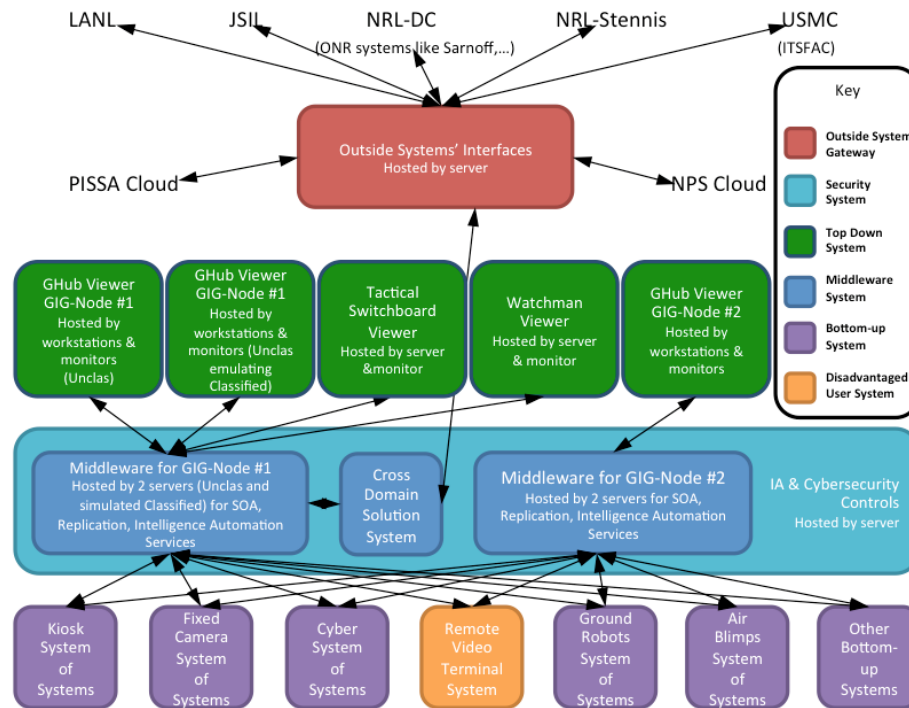 LANL
JSIL
NRL-DC
NRL-Stennis
USMC
(ONR systems like Sarnoff,...)
(ITSFAC)
Key
Outside System
Gateway
Security
System
Top Down
System
Middleware
System
Bottom-up
System
Disadvantaged
User System
Outside Systems' Interfaces
Hosted by server
PISSA Cloud
NPS Cloud
GHub Viewer
GIG-Node #1
Hosted by
workstations &
monitors
(Unclas)
GHub Viewer
GIG-Node #1
Hosted by
workstations &
monitors (Unclas
emulating
Classified)
Tactical
Switchboard
Viewer
Hosted by server
&monitor
Watchman
Viewer
Hosted by server
& monitor
GHub Viewer
GIG-Node #2
Hosted by
workstations &
monitors
Middleware for GIG-Node #1
Hosted by 2 servers (Unclas and
simulated Classified) for SOA,
Replication, Intelligence Automation
Services
Cross
Domain
Solution
System
Middleware for GIG-Node #2
Hosted by 2 servers for SOA,
Replication, Intelligence Automation
Services
IA & Cybersecurity
Controls
Hosted by server
Kiosk
System
of
Systems
Fixed
Camera
System
of
Systems
Cyber
System
of
Systems
Remote
Video
Terminal
System
Ground
Robots
System
of
Systems
Air
Blimps
System
of
Systems
Other
Bottom-
up
Systems